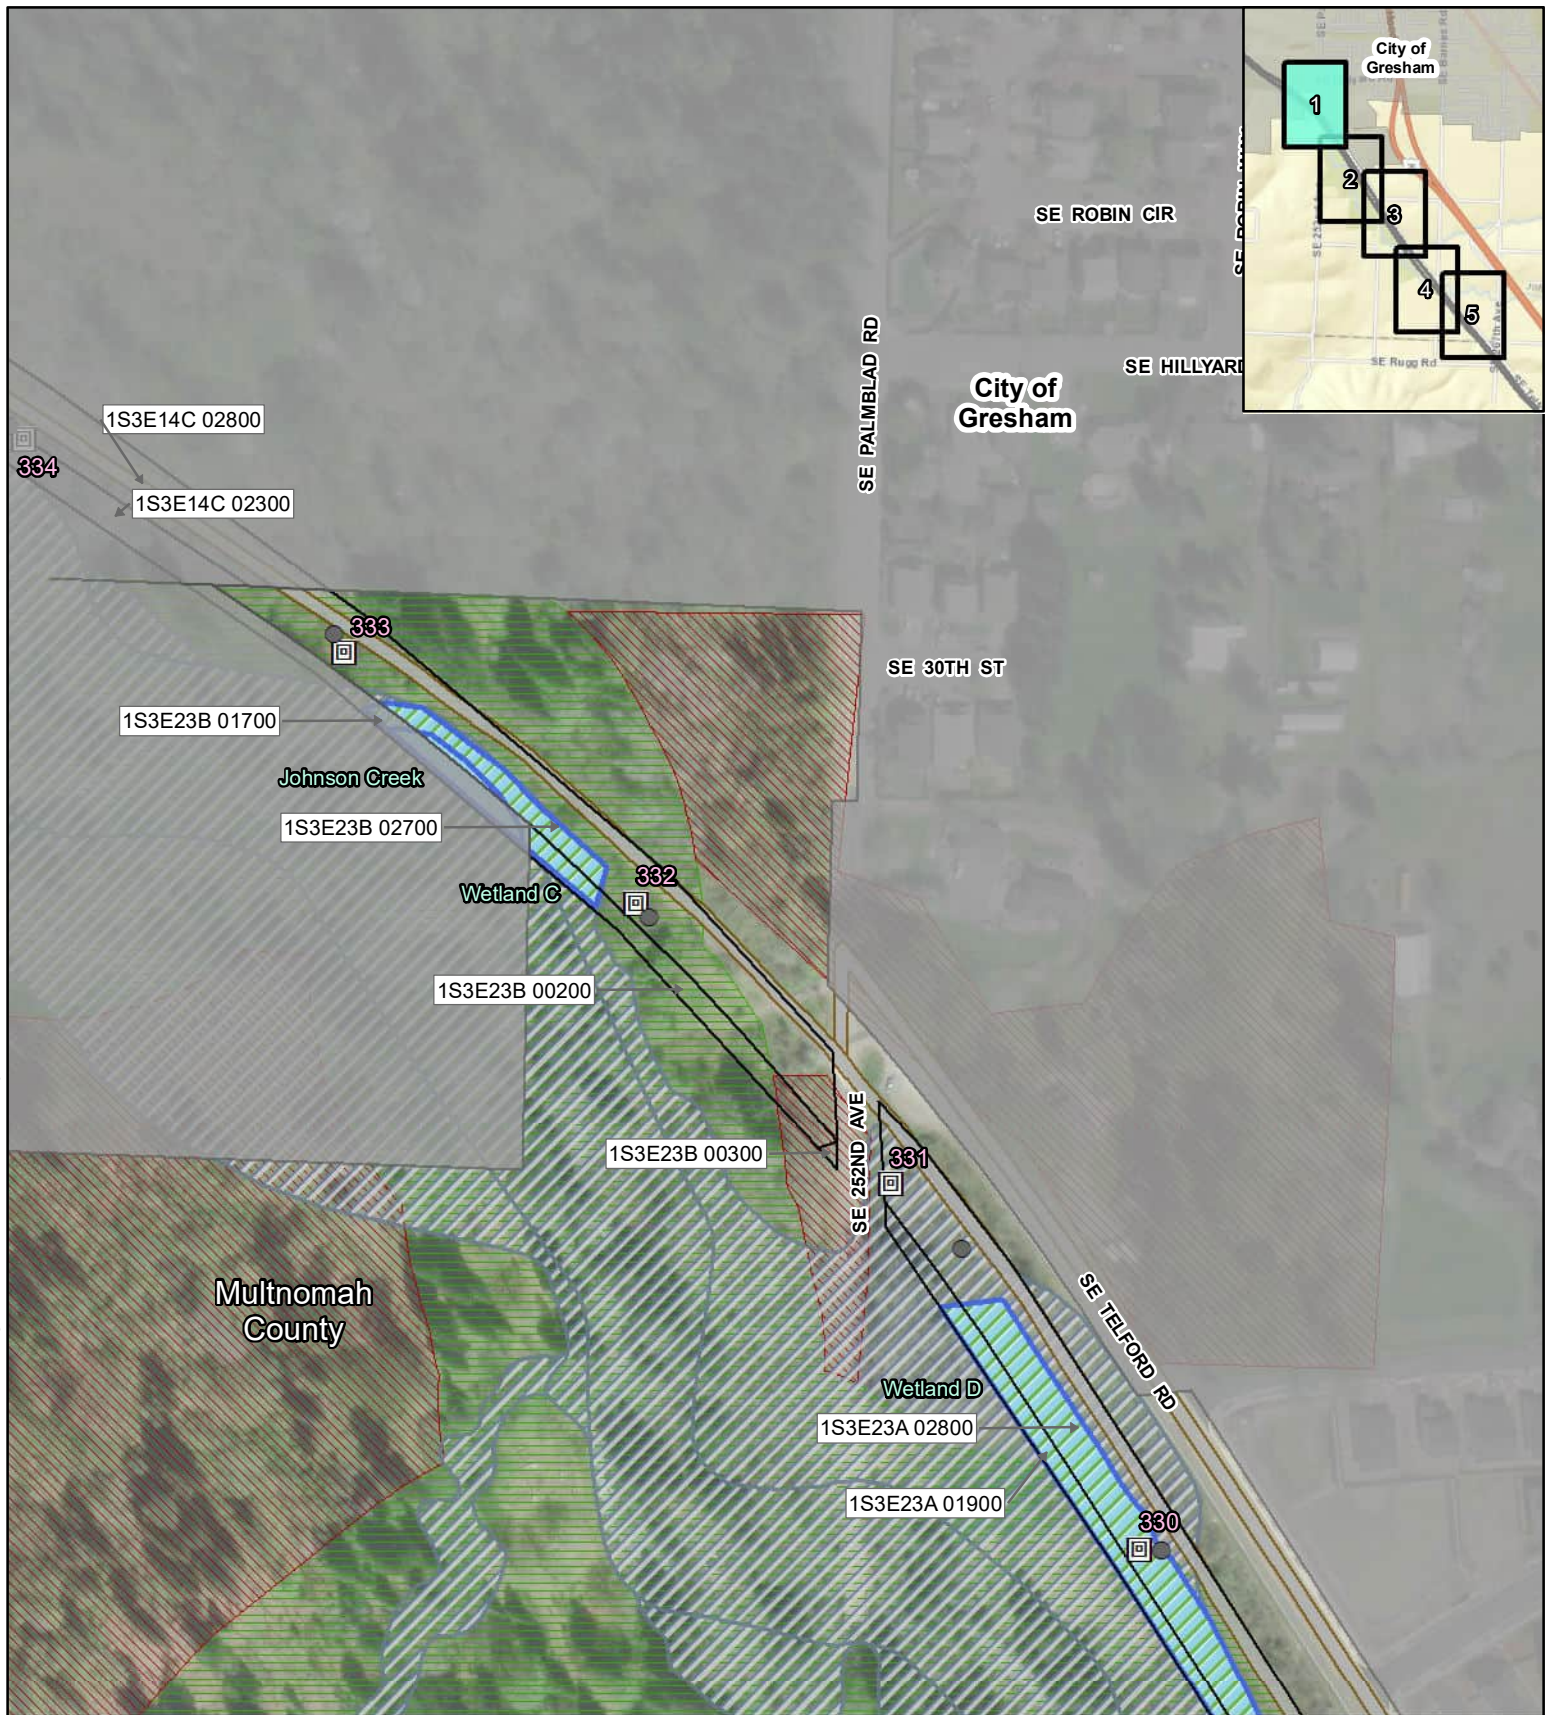 City of
Gresham
1
2
3
4
5
SE Rugg Rd
SE ROBIN CIR
SE PALMBLAD RD
SE HILLYARD
City of
Gresham
1S3E14C 02800
334
1S3E14C 02300
333
SE 30TH ST
1S3E23B 01700
Johnson Creek
1S3E23B 02700
332
Wetland C
1S3E23B 00200
SE 252ND AVE
1S3E23B 00300
331
Multnomah
County
SE TELFORD RD
Wetland D
1S3E23A 02800
1S3E23A 01900
330